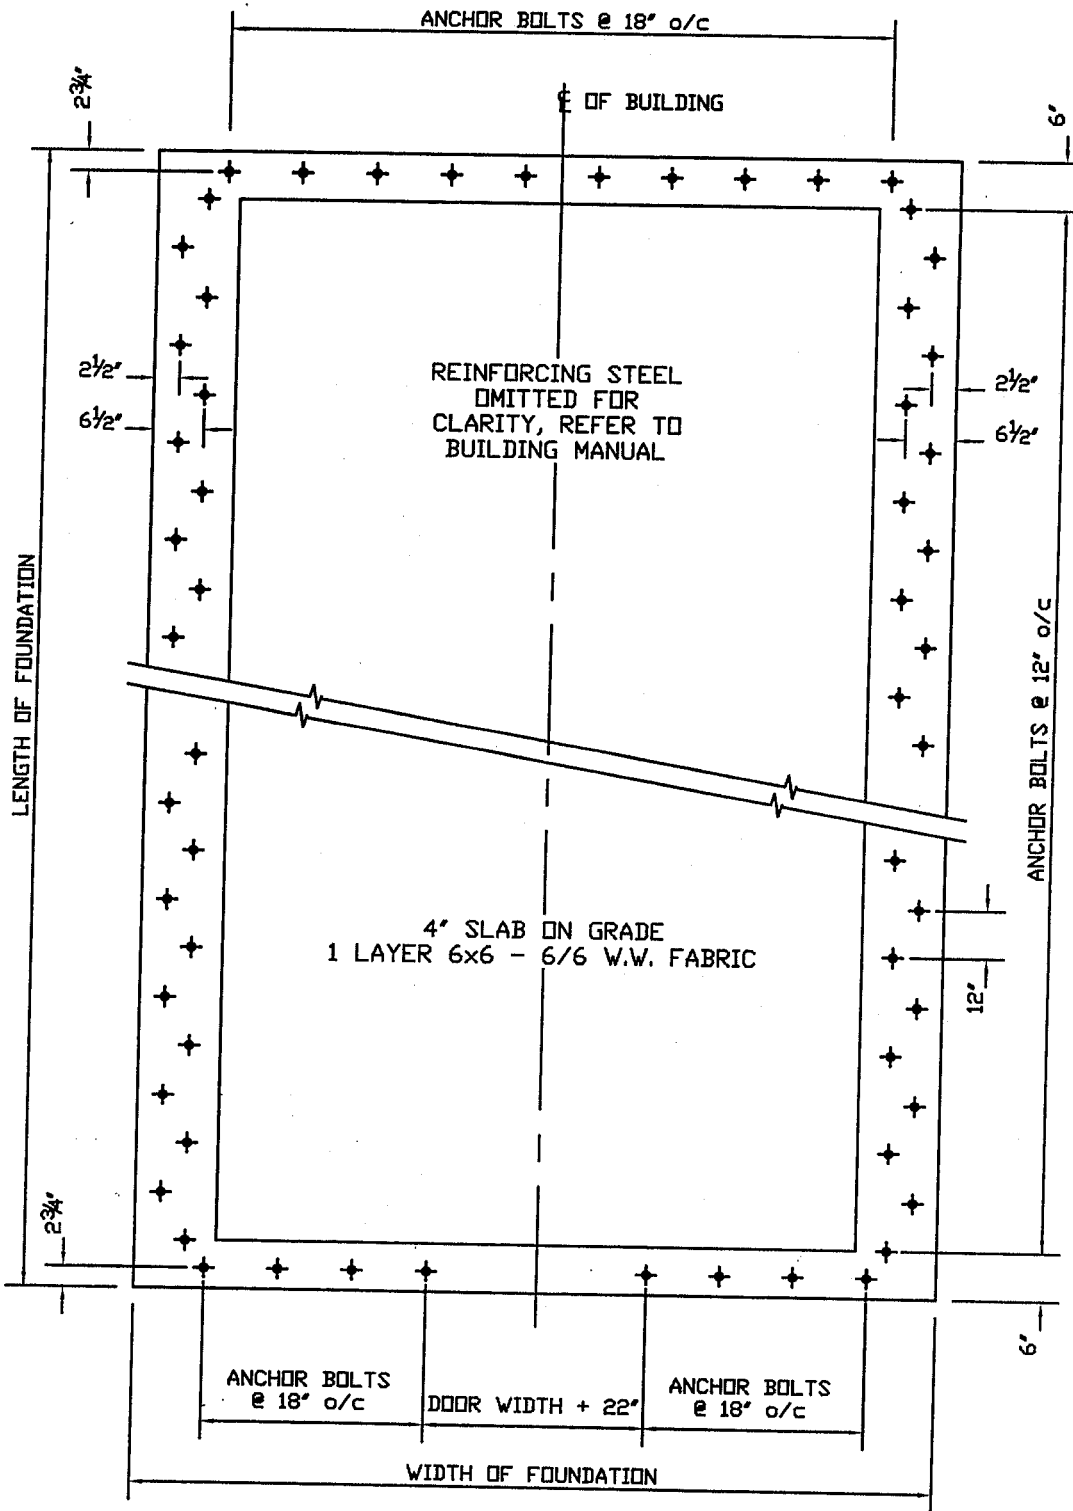 ANCHOR BOLTS @ 18" o/c
2¾"
℄ OF BUILDING
6"
REINFORCING STEEL
OMITTED FOR
CLARITY, REFER TO
BUILDING MANUAL
2½"
6½"
2½"
6½"
LENGTH OF FOUNDATION
ANCHOR BOLTS @ 12" o/c
4" SLAB ON GRADE
1 LAYER 6x6 - 6/6 W.W. FABRIC
12"
2¾"
6"
ANCHOR BOLTS
@ 18" o/c
DOOR WIDTH + 22"
ANCHOR BOLTS
@ 18" o/c
WIDTH OF FOUNDATION